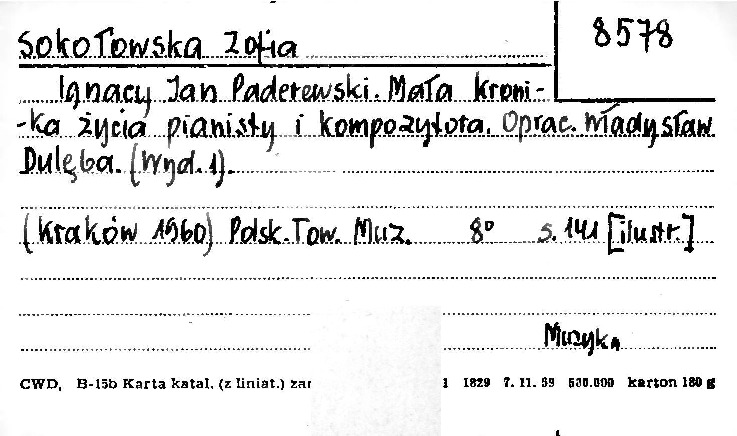 8578
Sokołowska Zofia
Ignacy Jan Paderewski. Mała kroni-
-ka życia pianisty i kompozytora. Oprac. Władysław
Dulęba. (Wyd. 1).
(Kraków 1960) Polsk. Tow. Muz. 8° s. 141 [ilustr.]
Muzyka
CWD, B-15b Karta katal. (z liniat.) zar 1 1829 7. 11. 59 500.000 karton 180 g